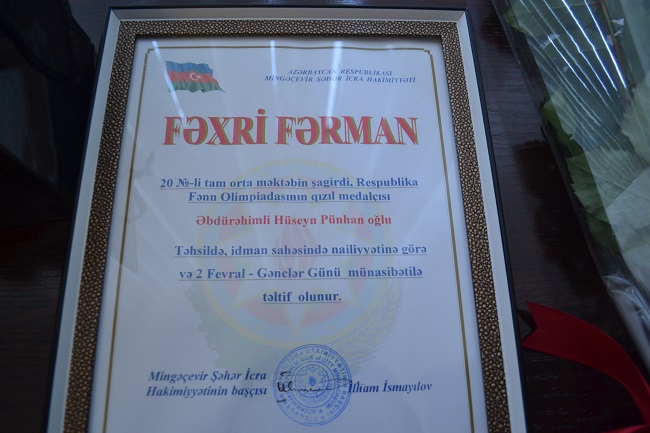 AZƏRBAYCAN RESPUBLIKASI
MİNGƏÇEVİR ŞƏHƏR İCRA HAKİMİYYƏTİ
FƏXRİ FƏRMAN
20 №-li tam orta məktəbin şagirdi, Respublika
Fənn Olimpiadasının qızıl medalçısı
Əbdürəhimli Hüseyn Pünhan oğlu
Təhsildə, idman sahəsində nailiyyətinə görə
və 2 Fevral - Gənclər Günü münasibətilə
təltif olunur.
Mingəçevir Şəhər İcra
Hakimiyyətinin başçısı
İlham İsmayılov